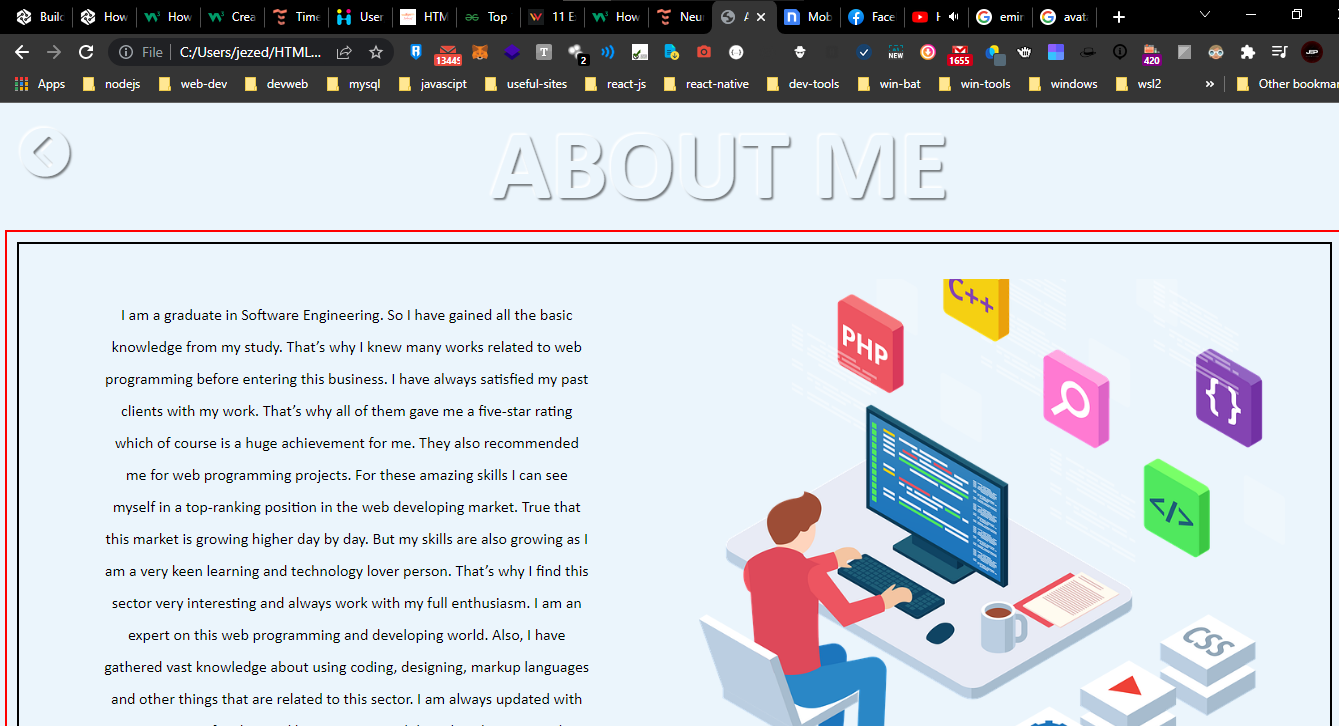 Builc
How
How
Crea
Time
User
HTM
Top
11 E
How
Neur
A
Mob
Face
H
emir
avat
File
C:/Users/jezed/HTML...
13445
T
2
NEW
1655
420
JSP
Apps
nodejs
web-dev
devweb
mysql
javascipt
useful-sites
react-js
react-native
dev-tools
win-bat
win-tools
windows
wsl2
»
Other bookmar
ABOUT ME
I am a graduate in Software Engineering. So I have gained all the basic
knowledge from my study. That’s why I knew many works related to web
programming before entering this business. I have always satisfied my past
clients with my work. That’s why all of them gave me a five-star rating
which of course is a huge achievement for me. They also recommended
me for web programming projects. For these amazing skills I can see
myself in a top-ranking position in the web developing market. True that
this market is growing higher day by day. But my skills are also growing as I
am a very keen learning and technology lover person. That’s why I find this
sector very interesting and always work with my full enthusiasm. I am an
expert on this web programming and developing world. Also, I have
gathered vast knowledge about using coding, designing, markup languages
and other things that are related to this sector. I am always updated with
C++
PHP
{}
</>
CSS